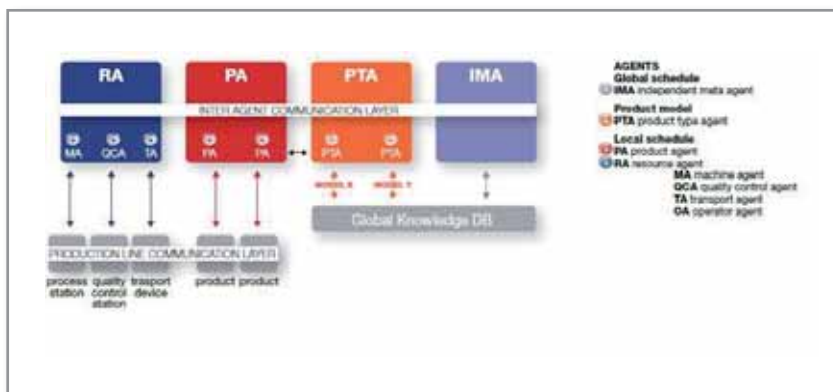 RA PA PTA IMA
INTER AGENT COMMUNICATION LAYER
MA QCA TA PA PA PTA PTA
MODEL X MODEL Y
Global Knowledge DB
PRODUCTION LINE COMMUNICATION LAYER
process station
quality control station
trasport device
product
product
AGENTS
Global schedule
IMA independent meta agent
Product model
PTA product type agent
Local schedule
PA product agent
RA resource agent
MA machine agent
QCA quality control agent
TA transport agent
OA operator agent